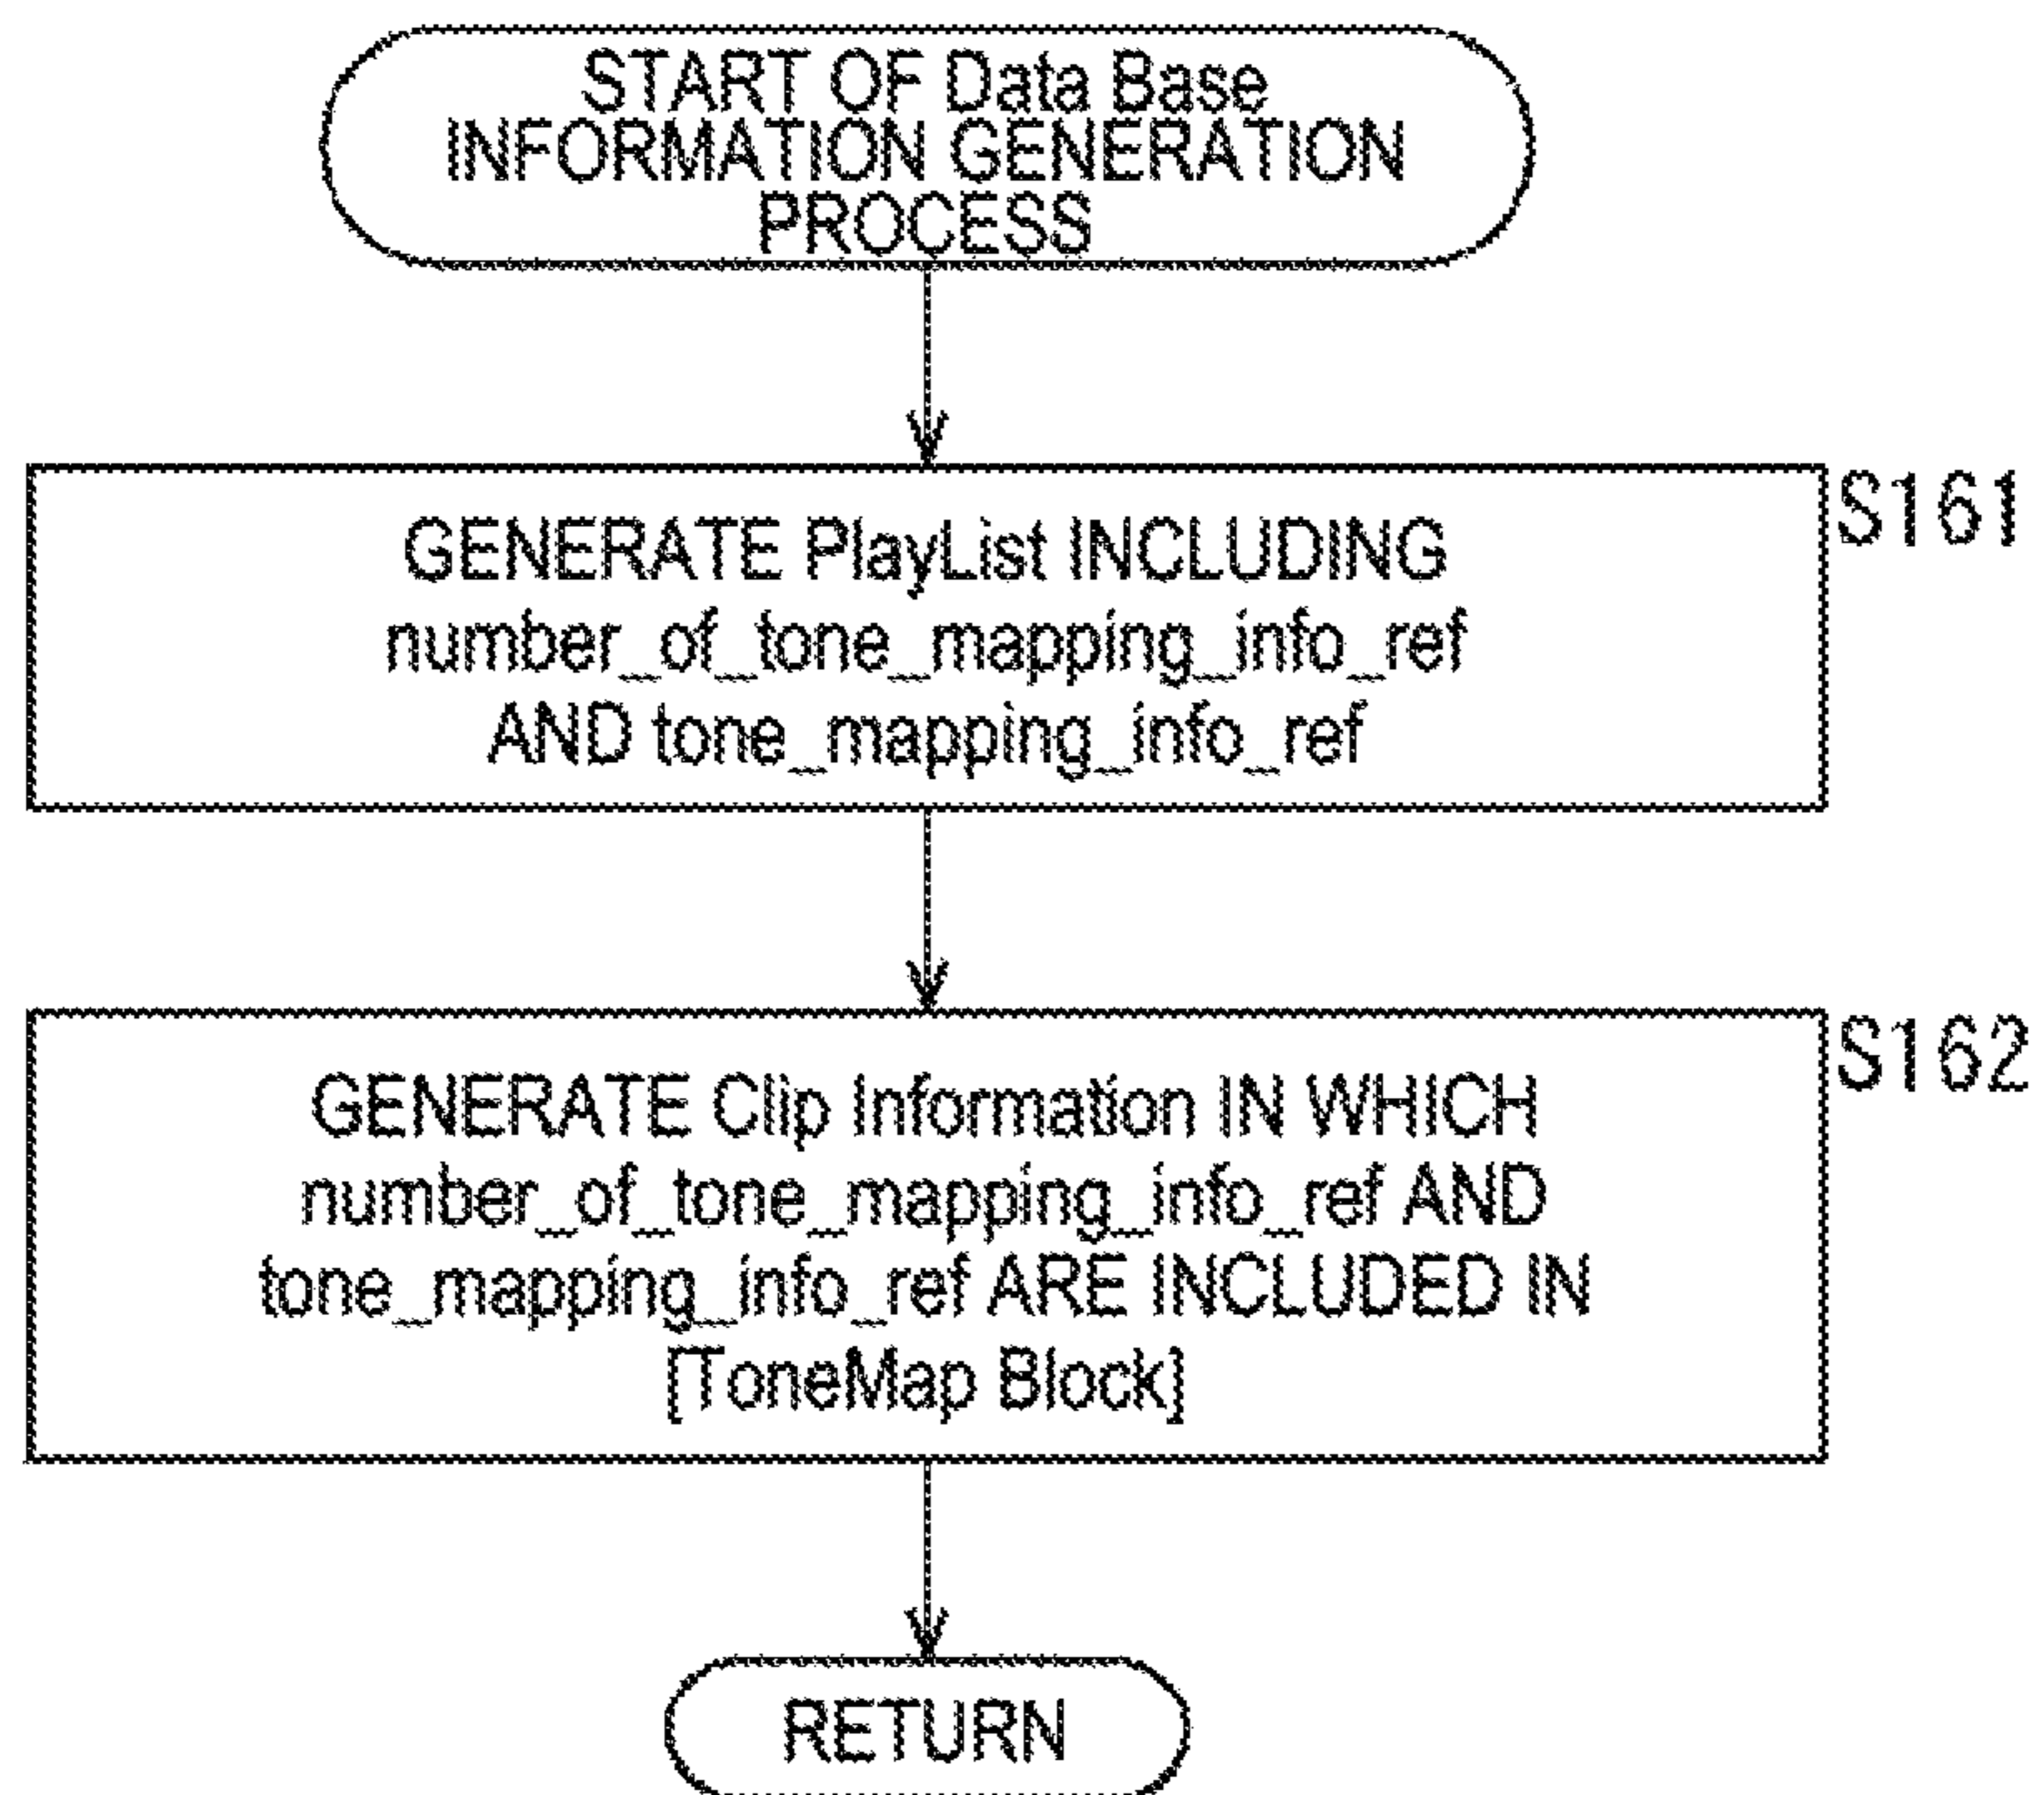 START OF Data Base
INFORMATION GENERATION
PROCESS
S161
GENERATE PlayList INCLUDING
number_of_tone_mapping_info_ref
AND tone_mapping_info_ref
S162
GENERATE Clip Information IN WHICH
number_of_tone_mapping_info_ref AND
tone_mapping_info_ref ARE INCLUDED IN
[ToneMap Block]
RETURN